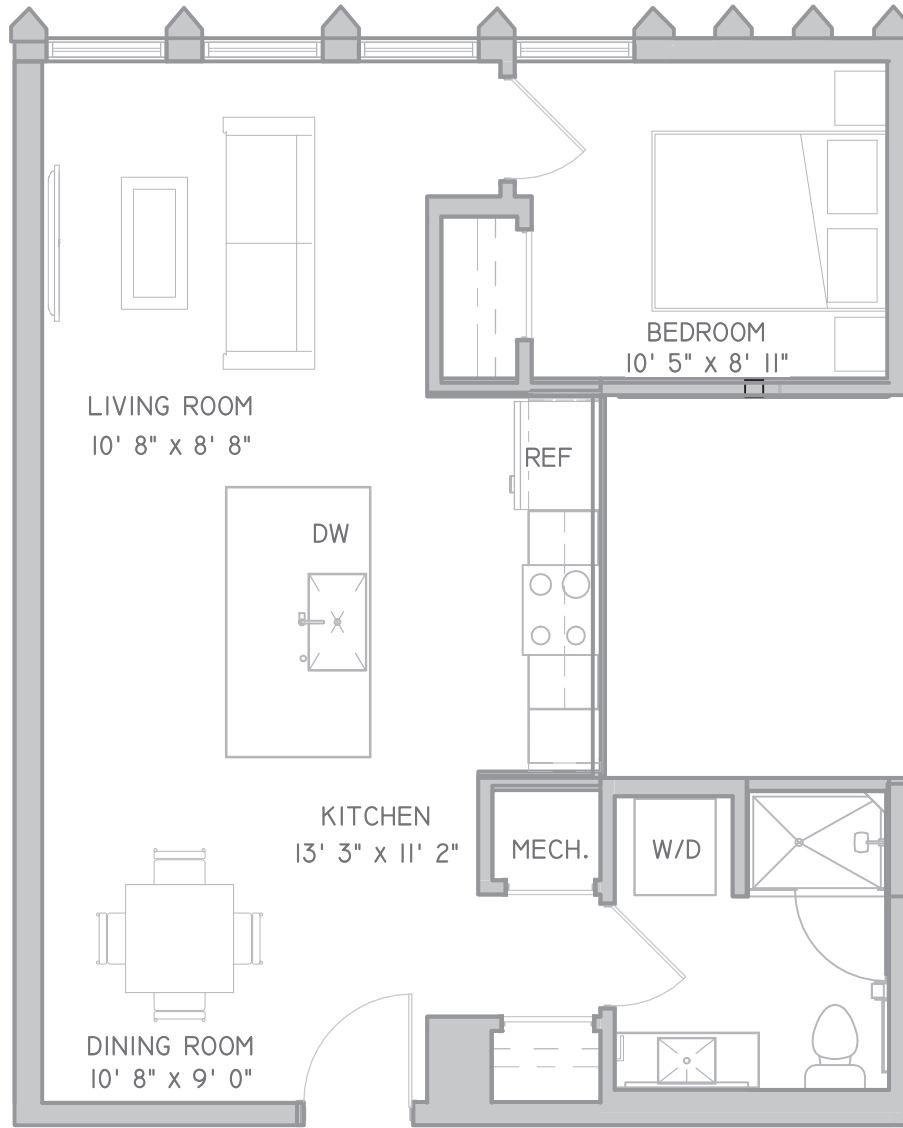 BEDROOM
10' 5" X 8' 11"
LIVING ROOM
10' 8" X 8' 8"
REF
DW
KITCHEN
13' 3" X 11' 2"
MECH.
W/D
DINING ROOM
10' 8" X 9' 0"